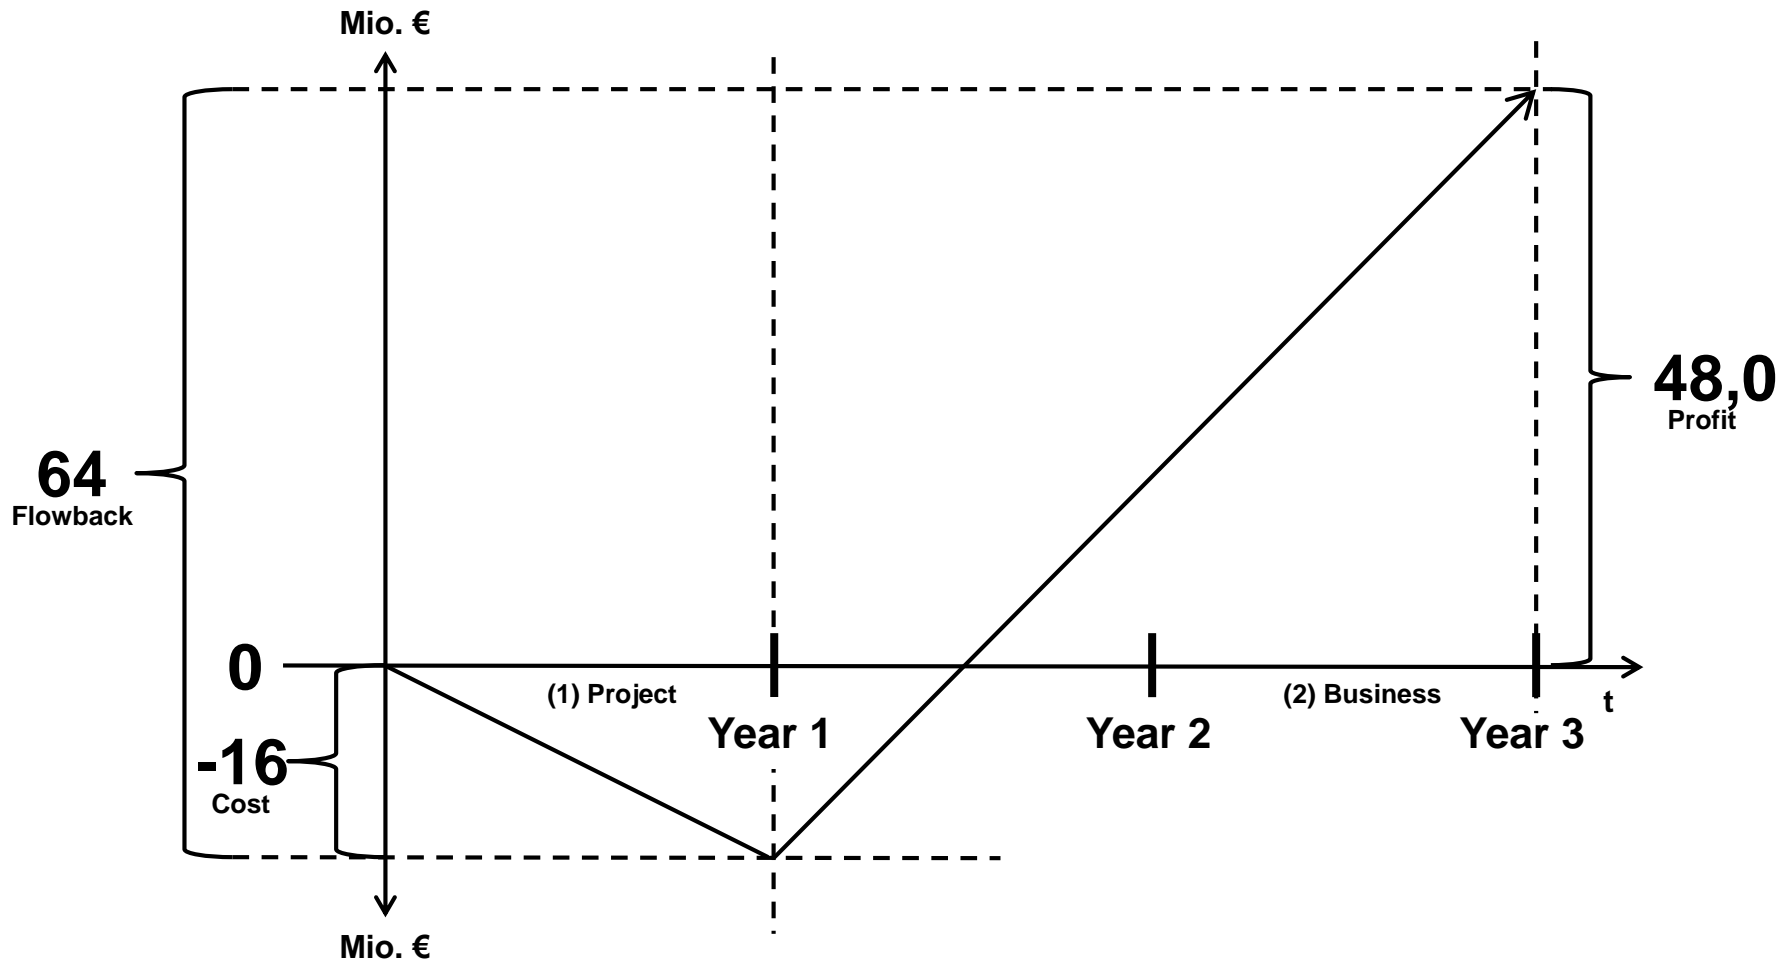 Mio. €
48,0
Profit
64
Flowback
0
(1) Project
(2) Business
t
Year 1
Year 2
Year 3
-16
Cost
Mio. €